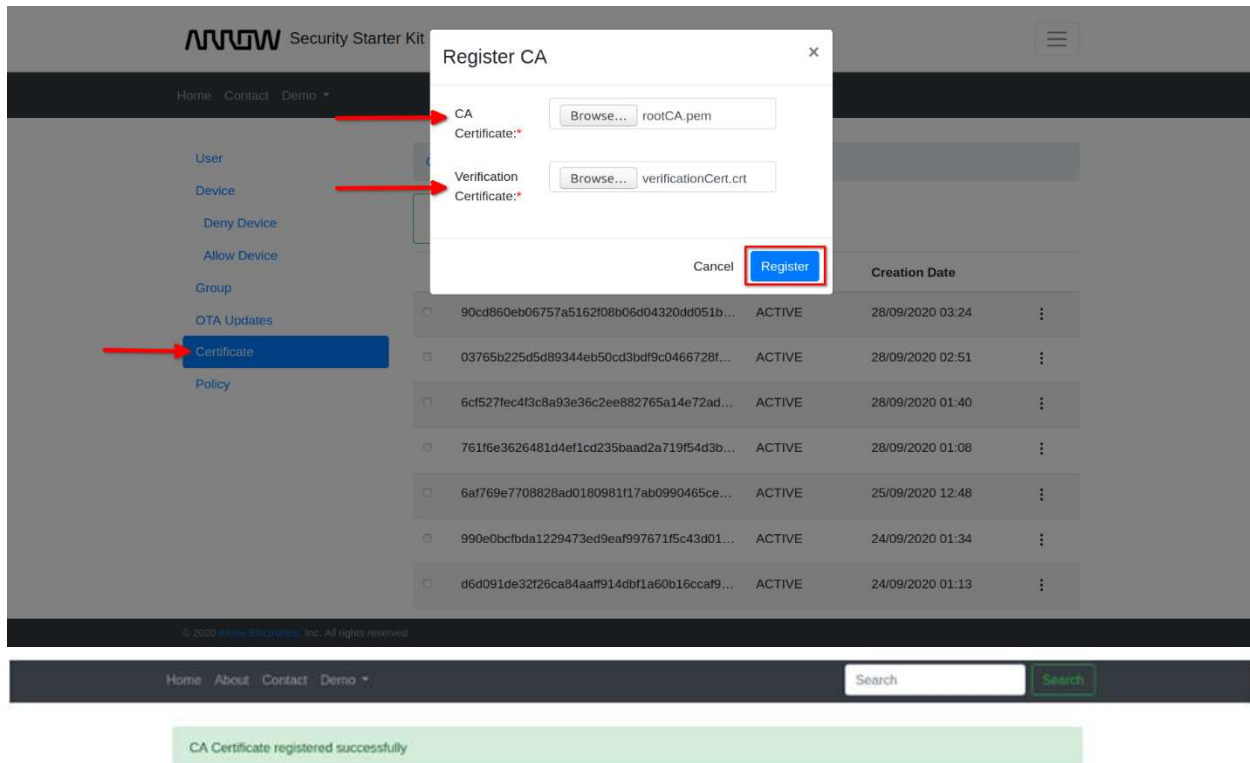 ARROW Security Starter Kit
Register CA ×
Home Contact Demo
CA
Certificate:*
Browse... rootCA.pem
Verification
Certificate:*
Browse... verificationCert.crt
Cancel Register
User
Device
Deny Device
Allow Device
Group
OTA Updates
Certificate
Policy
Creation Date
90cd860eb06757a5162f08b06d04320dd051b... ACTIVE 28/09/2020 03:24
03765b225d5d89344eb50cd3bdf9c0466728f... ACTIVE 28/09/2020 02:51
6cf527fec4f3c8a93e36c2ee882765a14e72ad... ACTIVE 28/09/2020 01:40
761f6e3626481d4ef1cd235baad2a719f54d3b... ACTIVE 28/09/2020 01:08
6af769e7708828ad0180981f17ab0990465ce... ACTIVE 25/09/2020 12:48
990e0bcfbda1229473ed9eaf997671f5c43d01... ACTIVE 24/09/2020 01:34
d6d091de32f26ca84aaff914dbf1a60b16ccaf9... ACTIVE 24/09/2020 01:13
© 2020 Arrow Electronics, Inc. All rights reserved
Home About Contact Demo
Search Search
CA Certificate registered successfully